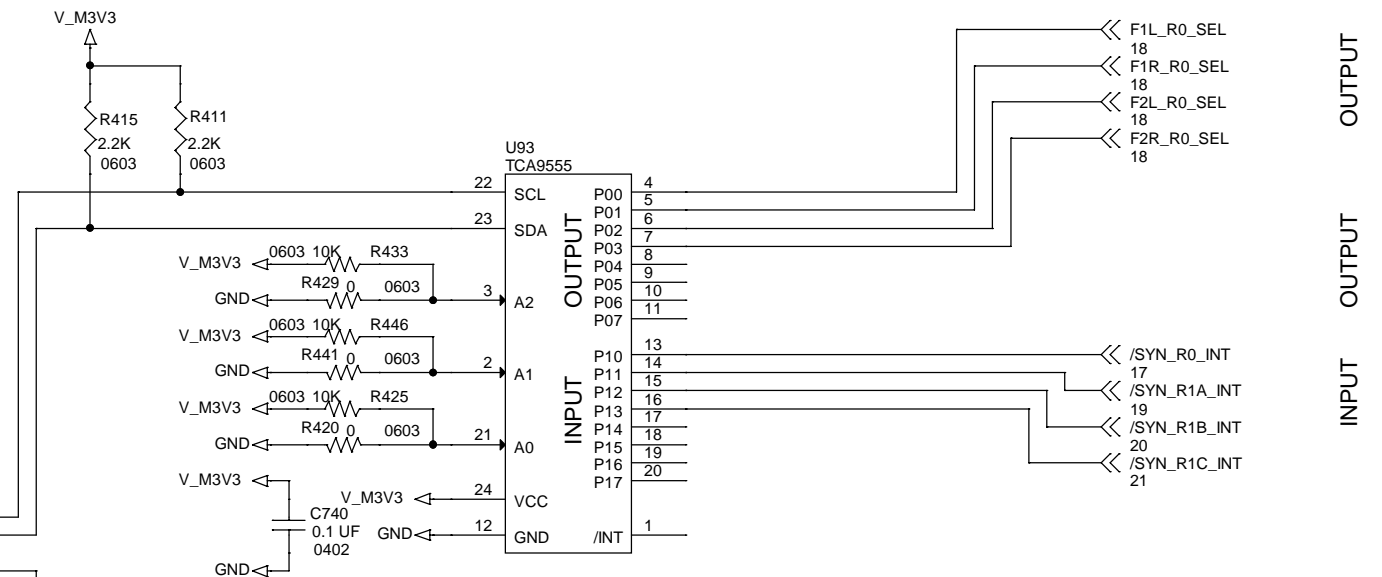 V_M3V3
R415
2.2K
0603
R411
2.2K
0603
U93
TCA9555
22 SCL
23 SDA
V_M3V3 0603 10K R433
GND R429 0 0603
3 A2
V_M3V3 0603 10K R446
GND R441 0 0603
2 A1
V_M3V3 0603 10K R425
GND R420 0 0603
21 A0
V_M3V3
C740
0.1 UF
0402
GND
V_M3V3 24 VCC
GND 12 GND
OUTPUT
INPUT
P00 4
P01 5
P02 6
P03 7
P04 8
P05 9
P06 10
P07 11
P10 13
P11 14
P12 15
P13 16
P14 17
P15 18
P16 19
P17 20
/INT 1
F1L_R0_SEL
18
F1R_R0_SEL
18
F2L_R0_SEL
18
F2R_R0_SEL
18
/SYN_R0_INT
17
/SYN_R1A_INT
19
/SYN_R1B_INT
20
/SYN_R1C_INT
21
OUTPUT
OUTPUT
INPUT